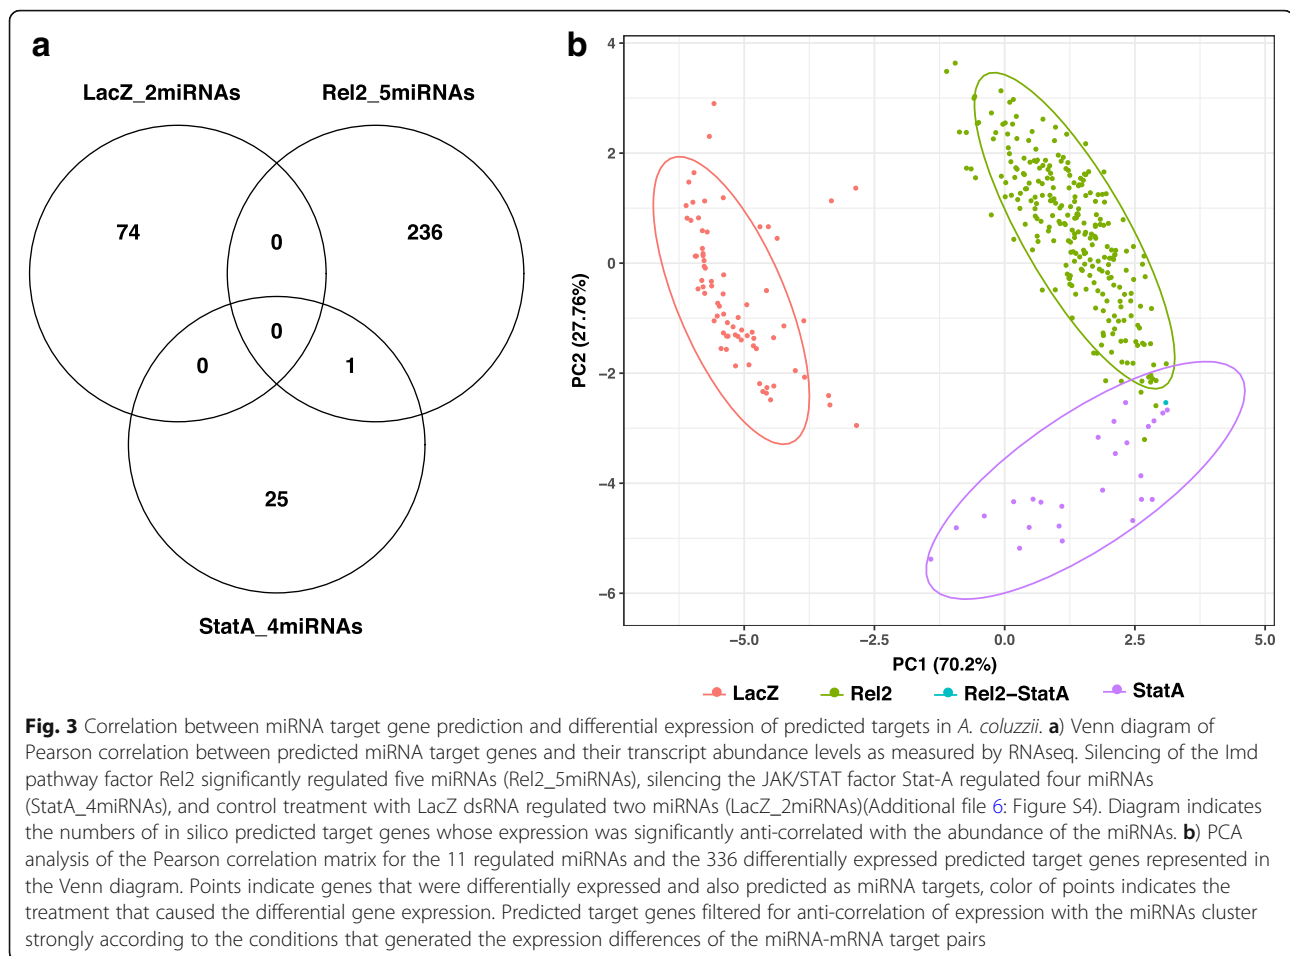 a
b
LacZ_2miRNAs
Rel2_5miRNAs
74
0
236
0
0
1
25
StatA_4miRNAs
4
2
0
−2
−4
−6
PC2 (27.76%)
−5.0
−2.5
0.0
2.5
5.0
PC1 (70.2%)
LacZ
Rel2
Rel2−StatA
StatA
Fig. 3 Correlation between miRNA target gene prediction and differential expression of predicted targets in A. coluzzii. a) Venn diagram of
Pearson correlation between predicted miRNA target genes and their transcript abundance levels as measured by RNAseq. Silencing of the Imd
pathway factor Rel2 significantly regulated five miRNAs (Rel2_5miRNAs), silencing the JAK/STAT factor Stat-A regulated four miRNAs
(StatA_4miRNAs), and control treatment with LacZ dsRNA regulated two miRNAs (LacZ_2miRNAs)(Additional file 6: Figure S4). Diagram indicates
the numbers of in silico predicted target genes whose expression was significantly anti-correlated with the abundance of the miRNAs. b) PCA
analysis of the Pearson correlation matrix for the 11 regulated miRNAs and the 336 differentially expressed predicted target genes represented in
the Venn diagram. Points indicate genes that were differentially expressed and also predicted as miRNA targets, color of points indicates the
treatment that caused the differential gene expression. Predicted target genes filtered for anti-correlation of expression with the miRNAs cluster
strongly according to the conditions that generated the expression differences of the miRNA-mRNA target pairs